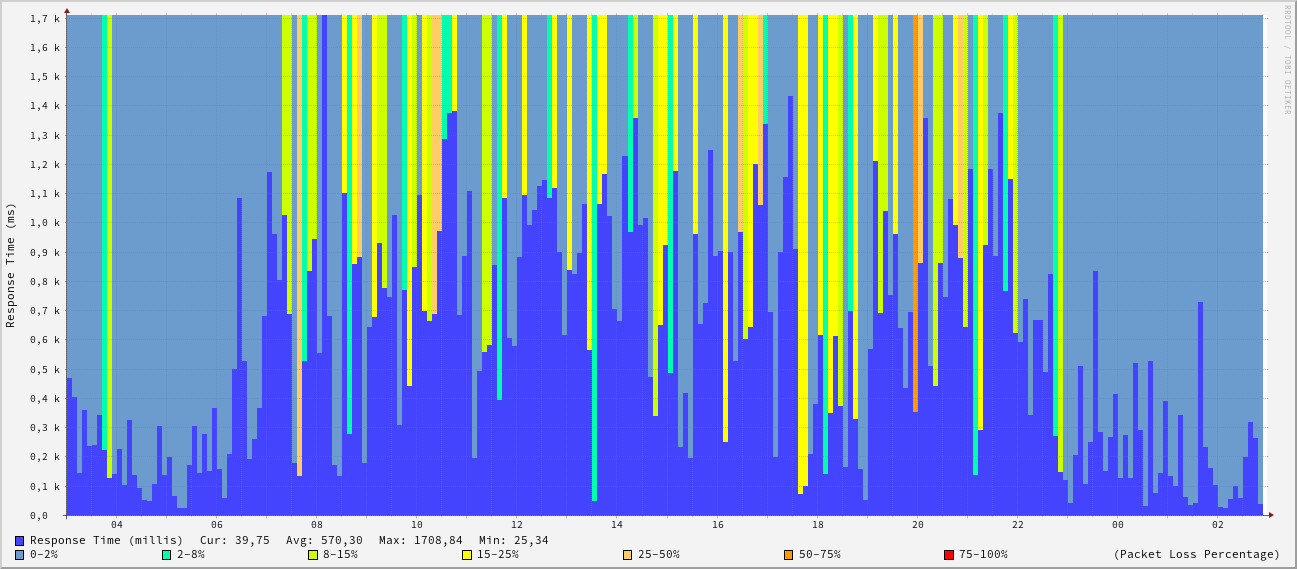 RRDTOOL / TOBI OETIKER
Response Time (ms)
1,7 k
1,6 k
1,5 k
1,4 k
1,3 k
1,2 k
1,1 k
1,0 k
0,9 k
0,8 k
0,7 k
0,6 k
0,5 k
0,4 k
0,3 k
0,2 k
0,1 k
0,0
04 06 08 10 12 14 16 18 20 22 00 02
Response Time (millis) Cur: 39,75 Avg: 570,30 Max: 1708,84 Min: 25,34
0-2% 2-8% 8-15% 15-25% 25-50% 50-75% 75-100% (Packet Loss Percentage)